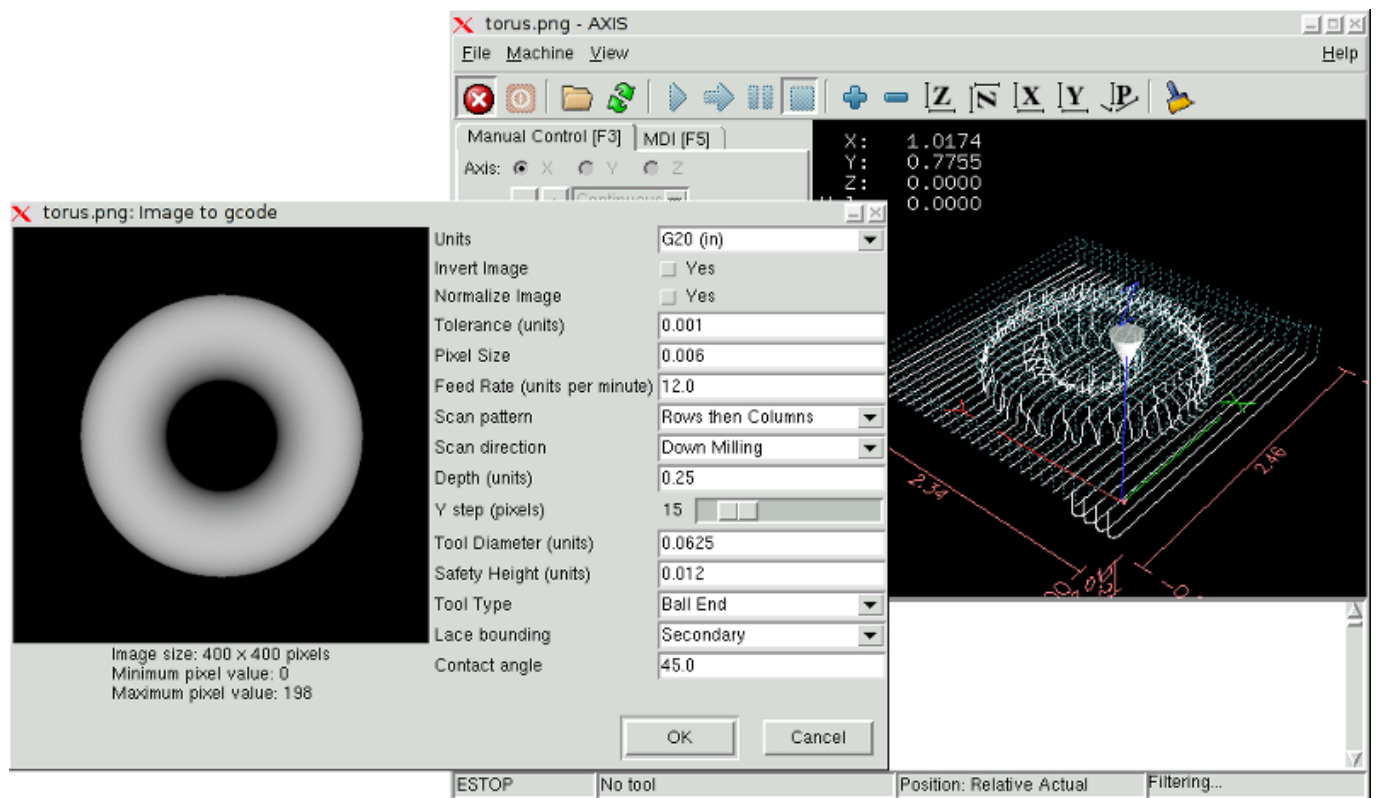 torus.png - AXIS
File Machine View Help
Z N X Y P
Manual Control [F3] MDI [F5]
Axis: X Y Z
Continuous
X: 1.0174
Y: 0.7755
Z: 0.0000
0.0000
torus.png: Image to gcode
Units G20 (in)
Invert Image Yes
Normalize Image Yes
Tolerance (units) 0.001
Pixel Size 0.006
Feed Rate (units per minute) 12.0
Scan pattern Rows then Columns
Scan direction Down Milling
Depth (units) 0.25
Y step (pixels) 15
Tool Diameter (units) 0.0625
Safety Height (units) 0.012
Tool Type Ball End
Lace bounding Secondary
Contact angle 45.0
Image size: 400 x 400 pixels
Minimum pixel value: 0
Maximum pixel value: 198
OK Cancel
X
2.34
2.46
ESTOP No tool Position: Relative Actual Filtering...